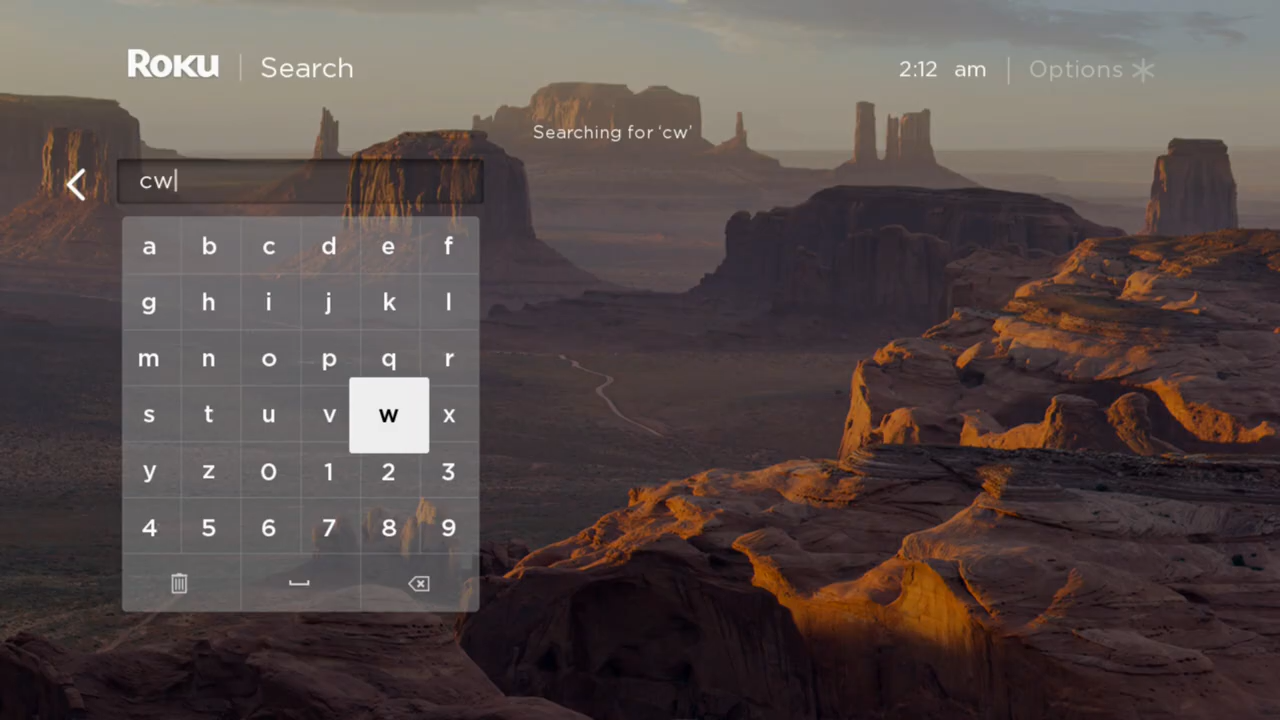 Roku | Search
2:12 am | Options
Searching for ‘cw’
cw
a b c d e f
g h i j k l
m n o p q r
s t u v w x
y z 0 1 2 3
4 5 6 7 8 9